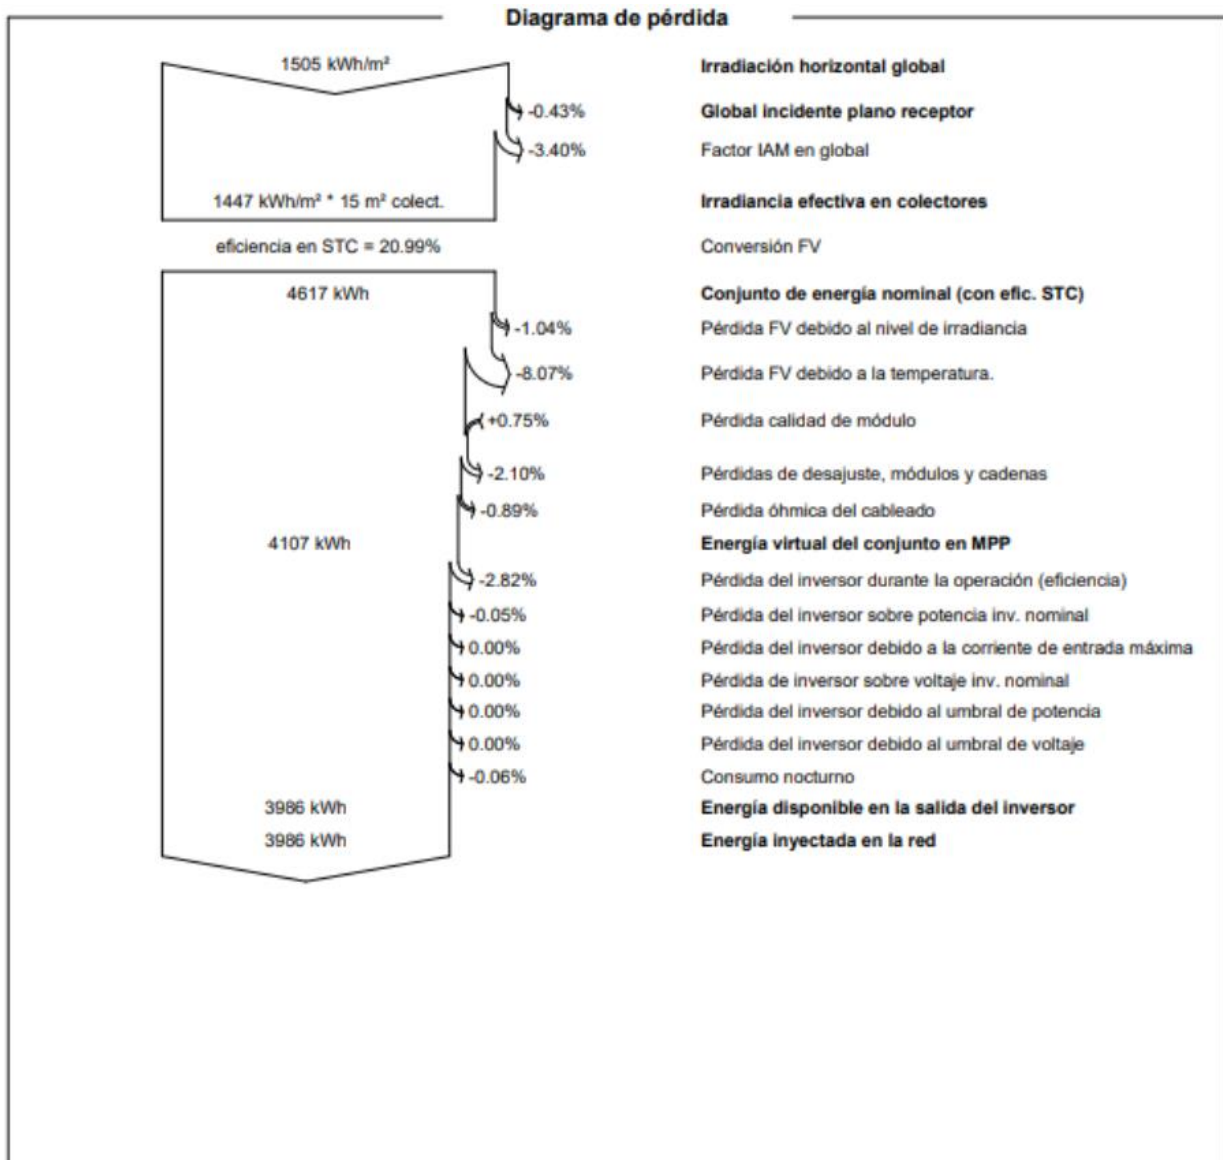 Diagrama de pérdida
1505 kWh/m² Irradiación horizontal global
-0.43% Global incidente plano receptor
-3.40% Factor IAM en global
1447 kWh/m² * 15 m² colect. Irradiancia efectiva en colectores
eficiencia en STC = 20.99% Conversión FV
4617 kWh Conjunto de energía nominal (con efic. STC)
-1.04% Pérdida FV debido al nivel de irradiancia
-8.07% Pérdida FV debido a la temperatura.
+0.75% Pérdida calidad de módulo
-2.10% Pérdidas de desajuste, módulos y cadenas
-0.89% Pérdida óhmica del cableado
4107 kWh Energía virtual del conjunto en MPP
-2.82% Pérdida del inversor durante la operación (eficiencia)
-0.05% Pérdida del inversor sobre potencia inv. nominal
0.00% Pérdida del inversor debido a la corriente de entrada máxima
0.00% Pérdida de inversor sobre voltaje inv. nominal
0.00% Pérdida del inversor debido al umbral de potencia
0.00% Pérdida del inversor debido al umbral de voltaje
-0.06% Consumo nocturno
3986 kWh Energía disponible en la salida del inversor
3986 kWh Energía inyectada en la red